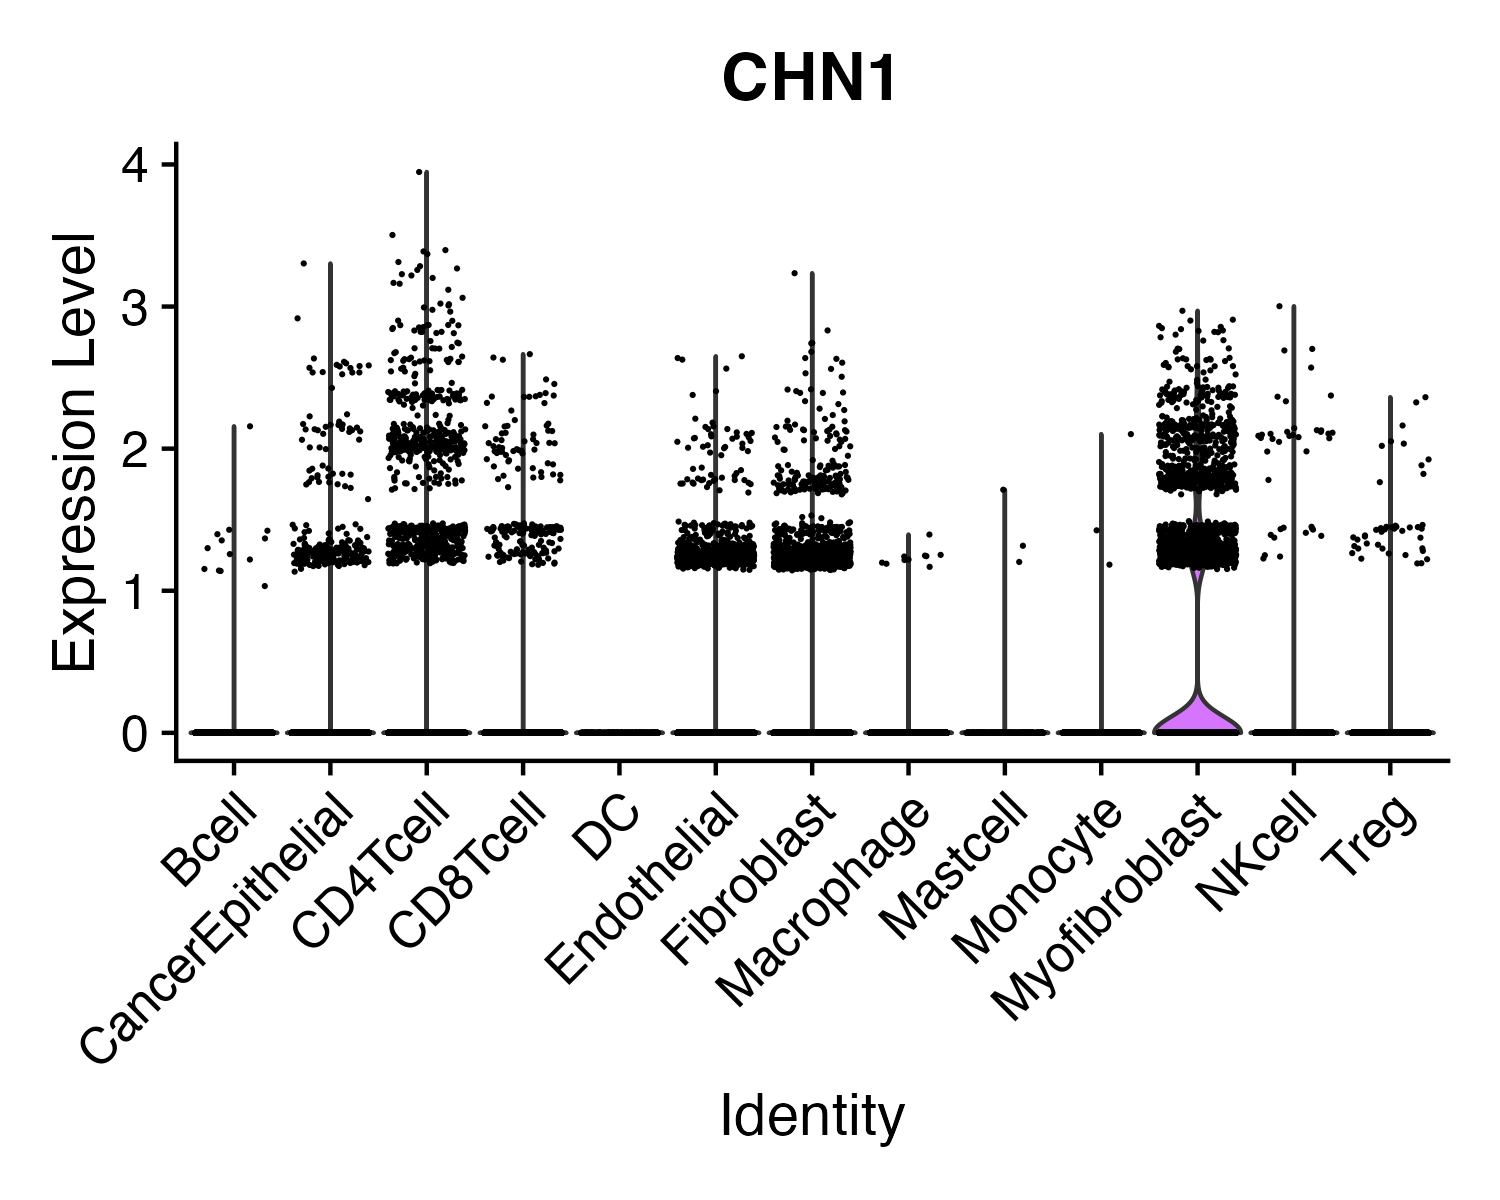 CHN1
Expression Level
4
3
2
1
0
Bcell
CancerEpithelial
CD4Tcell
CD8Tcell
DC
Endothelial
Fibroblast
Macrophage
Mastcell
Monocyte
Myofibroblast
NKcell
Treg
Identity